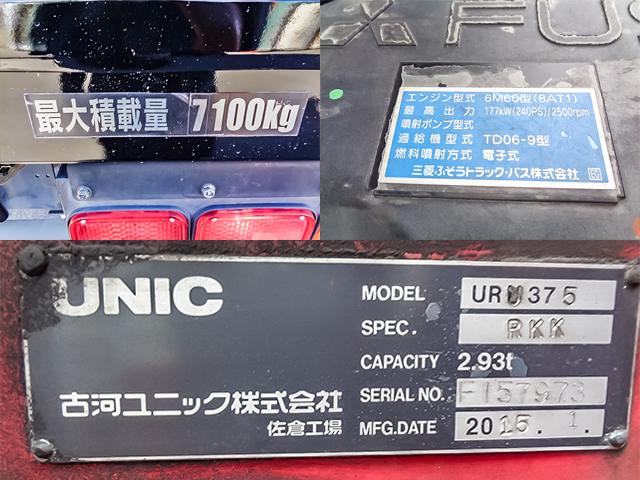 最大積載量 7100kg
FUS
エンジン型式 6M60型(8AT1)
最高出力 177kW(240PS)/2500rpm
噴射ポンプ型式
過給機型式 TD06-9型
燃料噴射方式 電子式
三菱ふそうトラック・バス株式会社
UNIC
MODEL URU375
SPEC. RKK
CAPACITY 2.93t
古河ユニック株式会社
佐倉工場
SERIAL NO. F157973
MFG.DATE 2015.1.